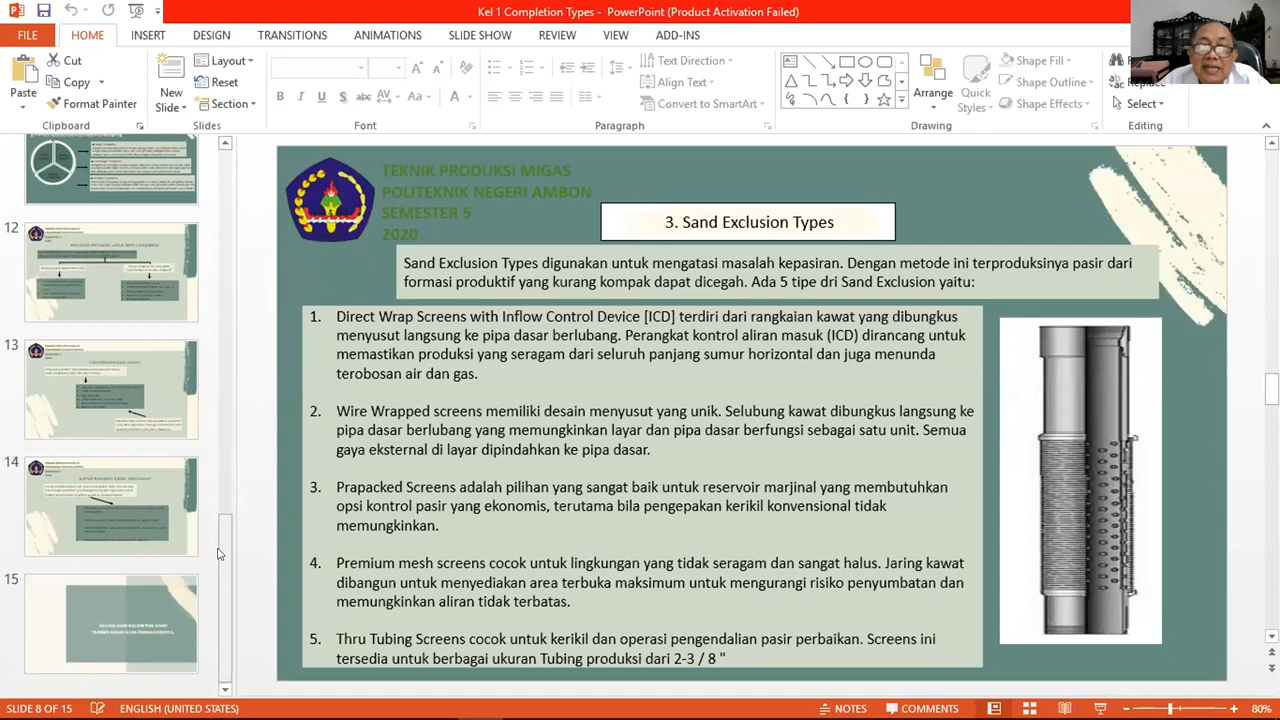 Kel 1 Completion Types - PowerPoint (Product Activation Failed)
FILE HOME INSERT DESIGN TRANSITIONS ANIMATIONS SLIDE SHOW REVIEW VIEW ADD-INS
Paste
Cut
Copy
Format Painter
Clipboard
New
Slide
Layout
Reset
Section
Slides
B I U S abc AV Aa A
Font
Text Direction
Align Text
Convert to SmartArt
Paragraph
Arrange
Quick
Styles
Shape Fill
Shape Outline
Shape Effects
Drawing
Replace
Select
Editing
12
13
14
15
TEKNIK PRODUKSI
POLITEKNIK NEGERI AMBON
SEMESTER 5
2020
3. Sand Exclusion Types
Sand Exclusion Types digunakan untuk mengatasi masalah kepasiran. Dengan metode ini terproduksinya pasir dari
formasi produktif yang kurang kompak dapat dicegah. Ada 5 tipe dri Sand Exclusion yaitu:
1. Direct Wrap Screens with Inflow Control Device [ICD] terdiri dari rangkaian kawat yang dibungkus
menyusut langsung ke pipa dasar berlubang. Perangkat kontrol aliran masuk (ICD) dirancang untuk
memastikan produksi yang seragam dari seluruh panjang sumur horizontal dan juga menunda
terobosan air dan gas.
2. Wire Wrapped screens memiliki desain menyusut yang unik. Selubung kawat dibungkus langsung ke
pipa dasar berlubang yang memungkinkan layar dan pipa dasar berfungsi sebagai satu unit. Semua
gaya eksternal di layar dipindahkan ke pipa dasar.
3. Prapacked Screens adalah pilihan yang sangat baik untuk reservoir marjinal yang membutuhkan
opsi kontrol pasir yang ekonomis, terutama bila pengepakan kerikil konvensional tidak
memungkinkan.
4. Premium mesh screens cocok untuk lingkungan yang tidak seragam dan sangat halus. Jaring kawat
dibangun untuk menyediakan area terbuka maksimum untuk mengurangi risiko penyumbatan dan
memungkinkan aliran tidak terbatas.
5. Thru Tubing Screens cocok untuk kerikil dan operasi pengendalian pasir perbaikan. Screens ini
tersedia untuk berbagai ukuran Tubing produksi dari 2-3 / 8 "
SLIDE 8 OF 15 ENGLISH (UNITED STATES) NOTES COMMENTS 80%